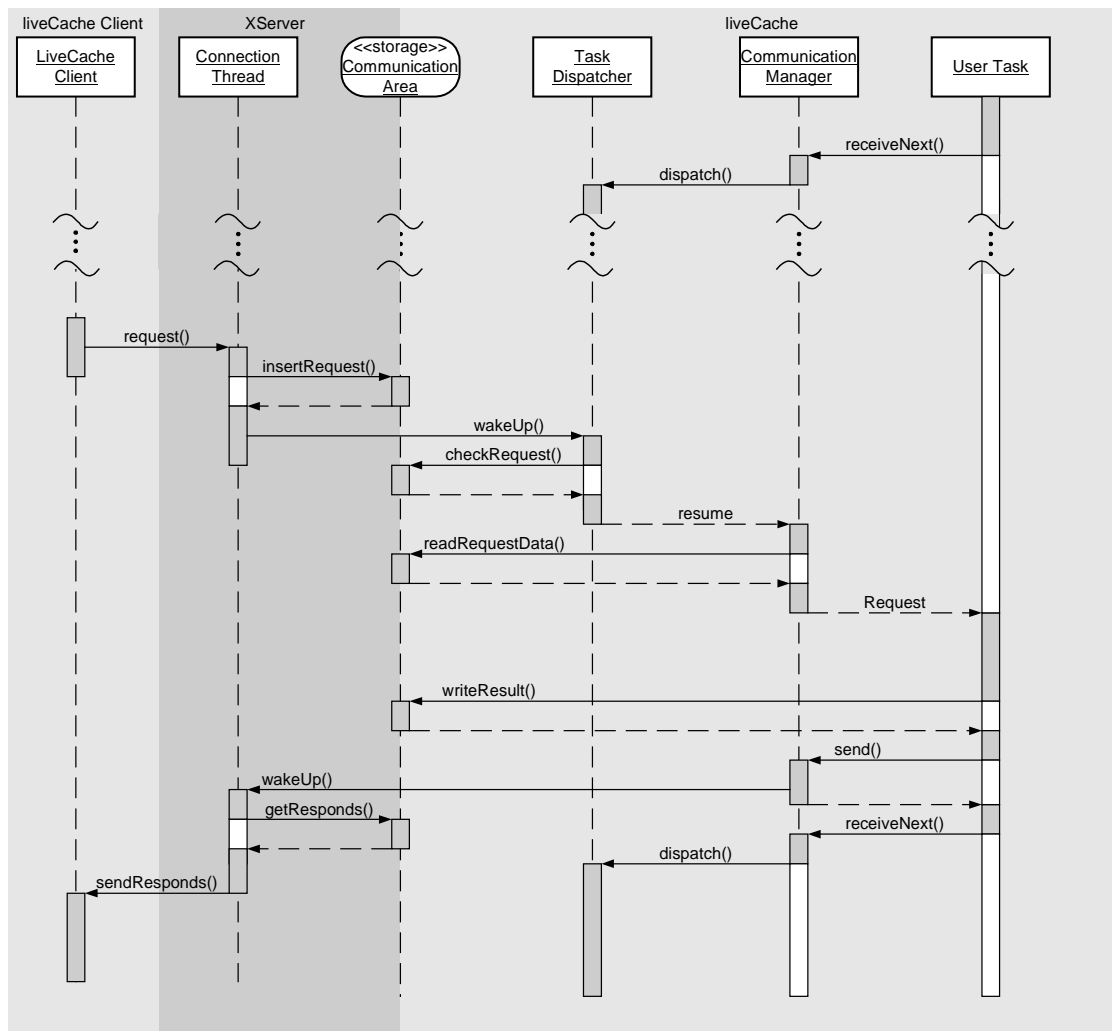 liveCache Client
XServer
liveCache
LiveCache
Client
Connection
Thread
<<storage>>
Communication
Area
Task
Dispatcher
Communication
Manager
User Task
receiveNext()
dispatch()
request()
insertRequest()
wakeUp()
checkRequest()
resume
readRequestData()
Request
writeResult()
send()
wakeUp()
getResponds()
receiveNext()
dispatch()
sendResponds()